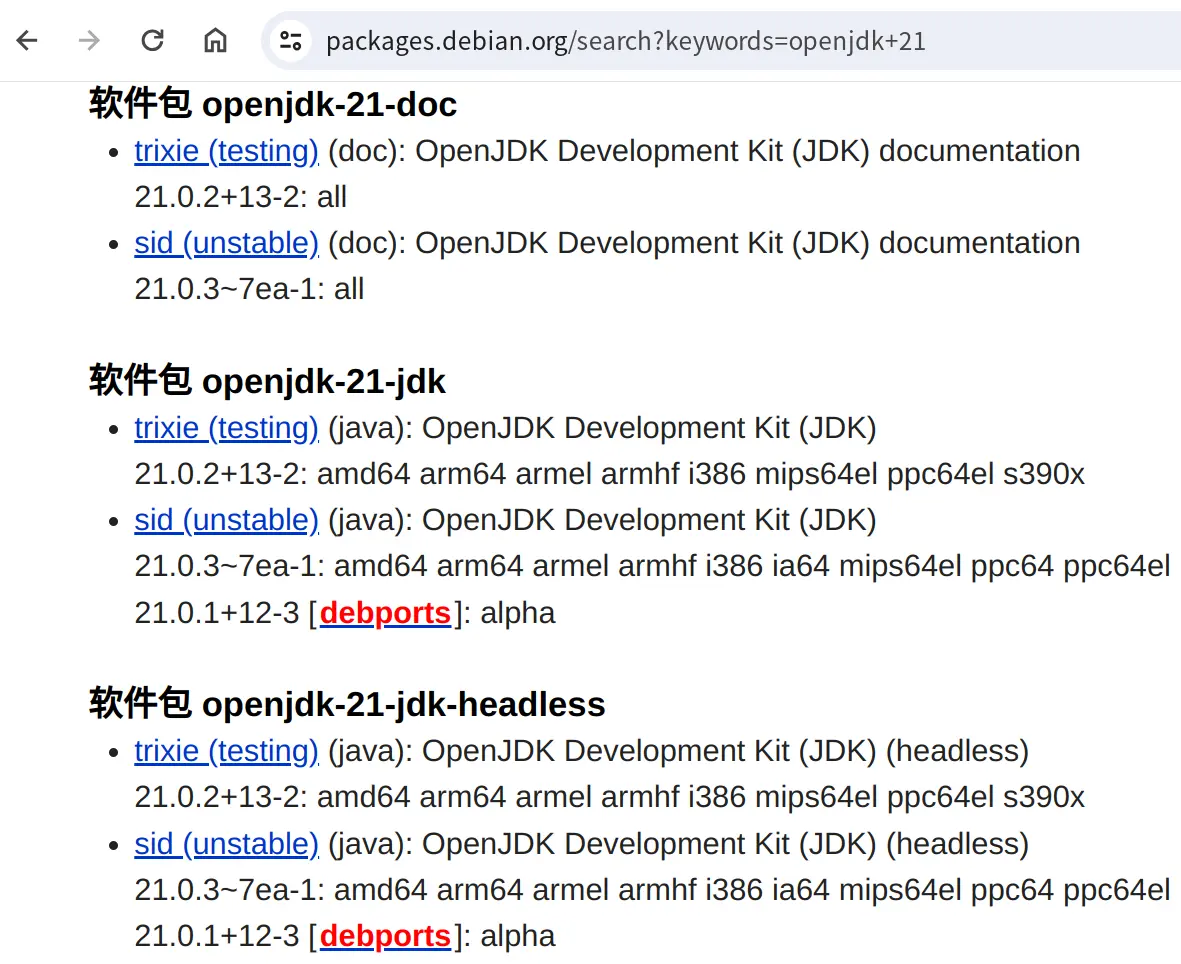 packages.debian.org/search?keywords=openjdk+21
软件包 openjdk-21-doc
trixie (testing) (doc): OpenJDK Development Kit (JDK) documentation
21.0.2+13-2: all
sid (unstable) (doc): OpenJDK Development Kit (JDK) documentation
21.0.3~7ea-1: all
软件包 openjdk-21-jdk
trixie (testing) (java): OpenJDK Development Kit (JDK)
21.0.2+13-2: amd64 arm64 armel armhf i386 mips64el ppc64el s390x
sid (unstable) (java): OpenJDK Development Kit (JDK)
21.0.3~7ea-1: amd64 arm64 armel armhf i386 ia64 mips64el ppc64 ppc64el
21.0.1+12-3 [debports]: alpha
软件包 openjdk-21-jdk-headless
trixie (testing) (java): OpenJDK Development Kit (JDK) (headless)
21.0.2+13-2: amd64 arm64 armel armhf i386 mips64el ppc64el s390x
sid (unstable) (java): OpenJDK Development Kit (JDK) (headless)
21.0.3~7ea-1: amd64 arm64 armel armhf i386 ia64 mips64el ppc64 ppc64el
21.0.1+12-3 [debports]: alpha